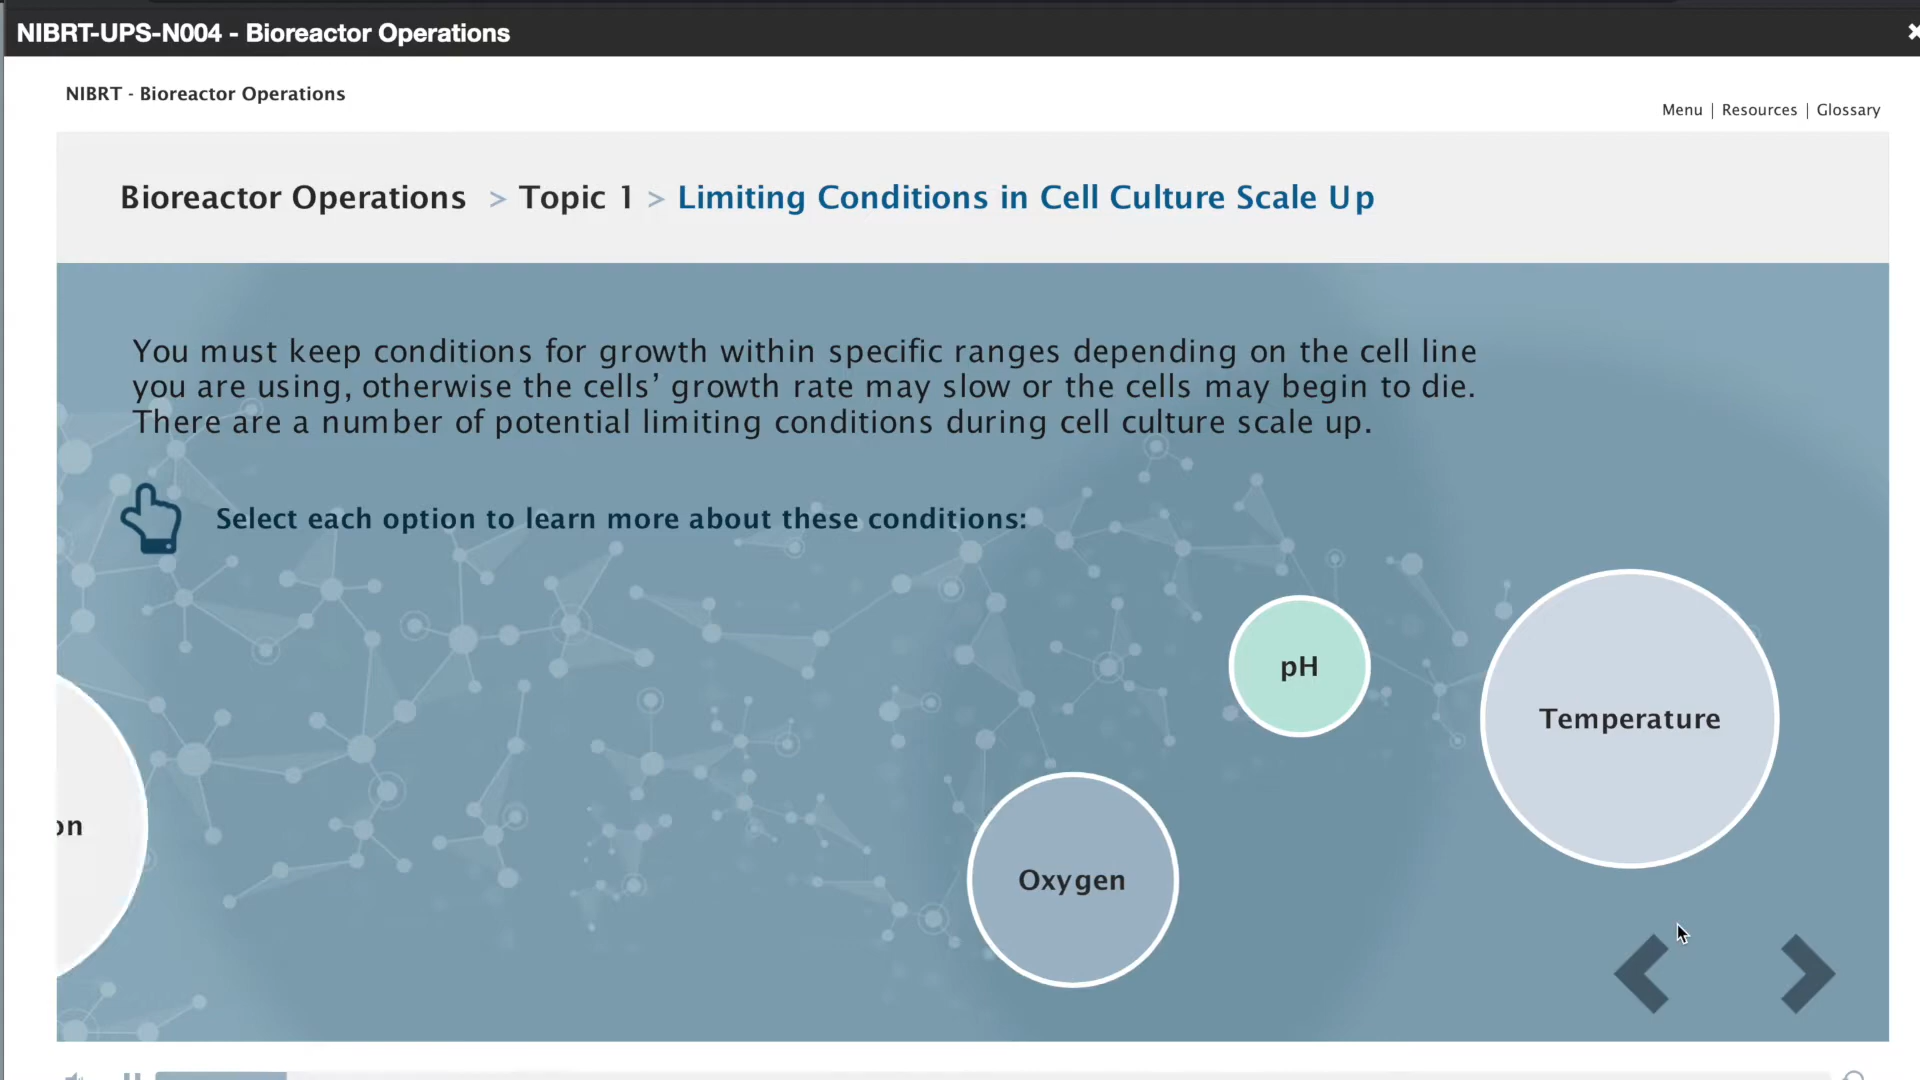 NIBRT-UPS-N004 - Bioreactor Operations
NIBRT - Bioreactor Operations
Menu | Resources | Glossary
Bioreactor Operations > Topic 1 > Limiting Conditions in Cell Culture Scale Up
You must keep conditions for growth within specific ranges depending on the cell line
you are using, otherwise the cells’ growth rate may slow or the cells may begin to die.
There are a number of potential limiting conditions during cell culture scale up.
Select each option to learn more about these conditions:
pH
Temperature
Oxygen